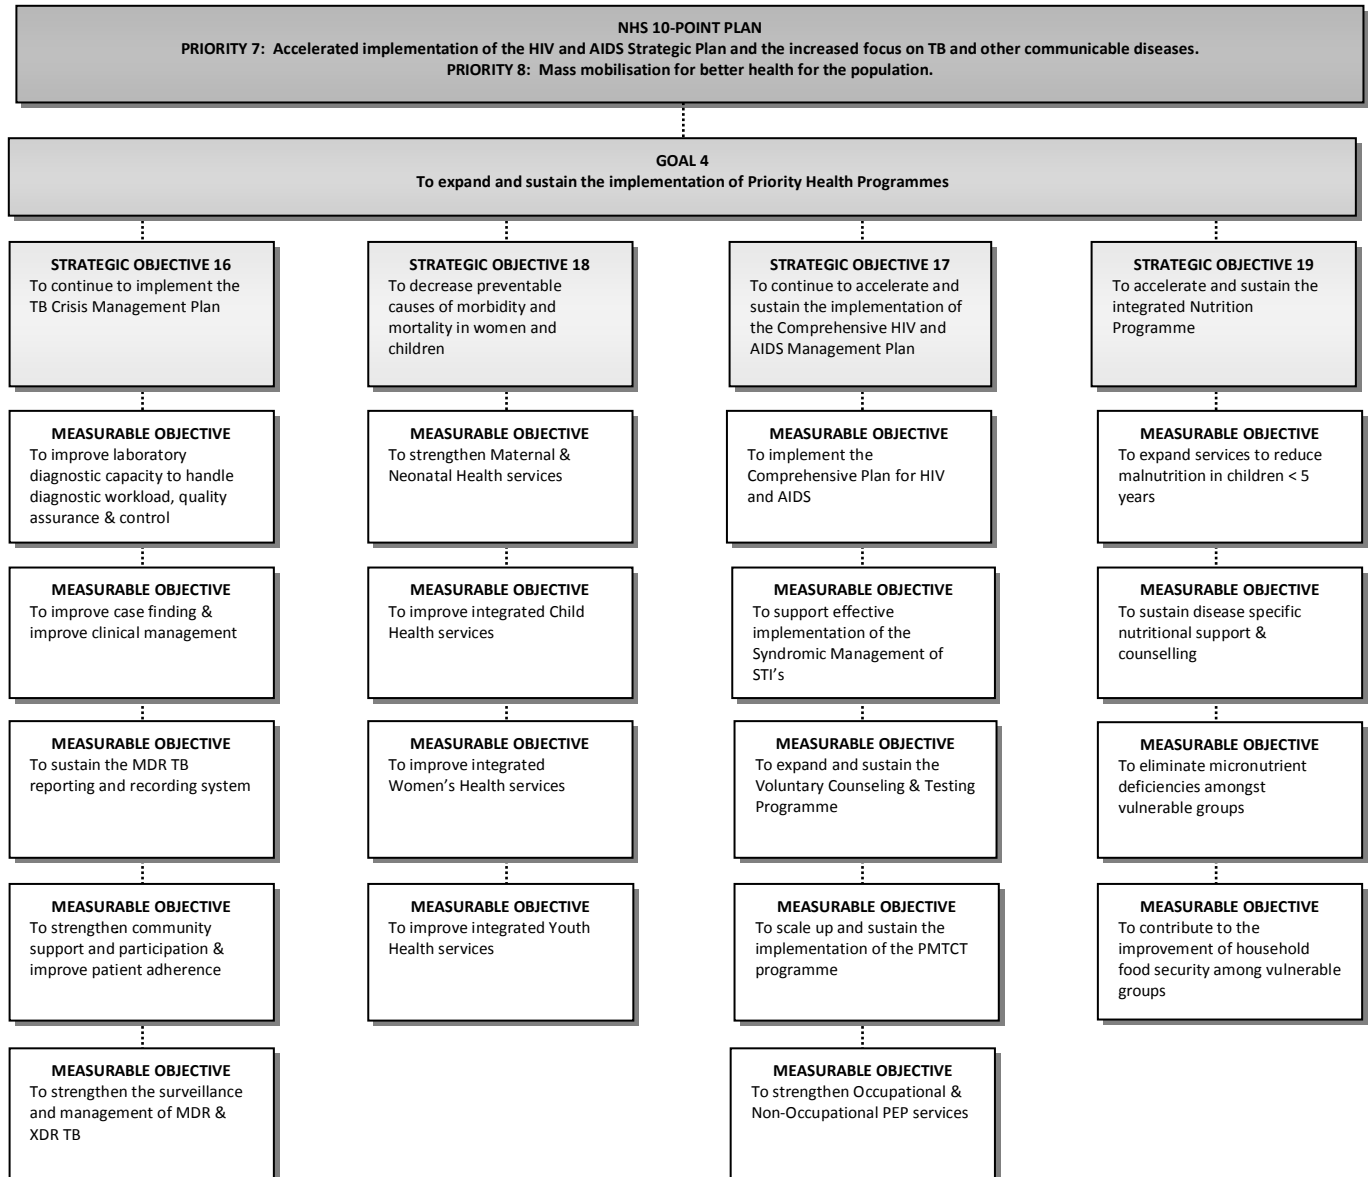 NHS 10-POINT PLAN
PRIORITY 7: Accelerated implementation of the HIV and AIDS Strategic Plan and the increased focus on TB and other communicable diseases.
PRIORITY 8: Mass mobilisation for better health for the population.
GOAL 4
To expand and sustain the implementation of Priority Health Programmes
STRATEGIC OBJECTIVE 16
To continue to implement the
TB Crisis Management Plan
STRATEGIC OBJECTIVE 18
To decrease preventable
causes of morbidity and
mortality in women and
children
STRATEGIC OBJECTIVE 17
To continue to accelerate and
sustain the implementation of
the Comprehensive HIV and
AIDS Management Plan
STRATEGIC OBJECTIVE 19
To accelerate and sustain the
integrated Nutrition
Programme
MEASURABLE OBJECTIVE
To improve laboratory
diagnostic capacity to handle
diagnostic workload, quality
assurance & control
MEASURABLE OBJECTIVE
To strengthen Maternal &
Neonatal Health services
MEASURABLE OBJECTIVE
To implement the
Comprehensive Plan for HIV
and AIDS
MEASURABLE OBJECTIVE
To expand services to reduce
malnutrition in children < 5
years
MEASURABLE OBJECTIVE
To improve case finding &
improve clinical management
MEASURABLE OBJECTIVE
To improve integrated Child
Health services
MEASURABLE OBJECTIVE
To support effective
implementation of the
Syndromic Management of
STI's
MEASURABLE OBJECTIVE
To sustain disease specific
nutritional support &
counselling
MEASURABLE OBJECTIVE
To sustain the MDR TB
reporting and recording system
MEASURABLE OBJECTIVE
To improve integrated
Women's Health services
MEASURABLE OBJECTIVE
To expand and sustain the
Voluntary Counseling & Testing
Programme
MEASURABLE OBJECTIVE
To eliminate micronutrient
deficiencies amongst
vulnerable groups
MEASURABLE OBJECTIVE
To strengthen community
support and participation &
improve patient adherence
MEASURABLE OBJECTIVE
To improve integrated Youth
Health services
MEASURABLE OBJECTIVE
To scale up and sustain the
implementation of the PMTCT
programme
MEASURABLE OBJECTIVE
To contribute to the
improvement of household
food security among vulnerable
groups
MEASURABLE OBJECTIVE
To strengthen the surveillance
and management of MDR &
XDR TB
MEASURABLE OBJECTIVE
To strengthen Occupational &
Non-Occupational PEP services